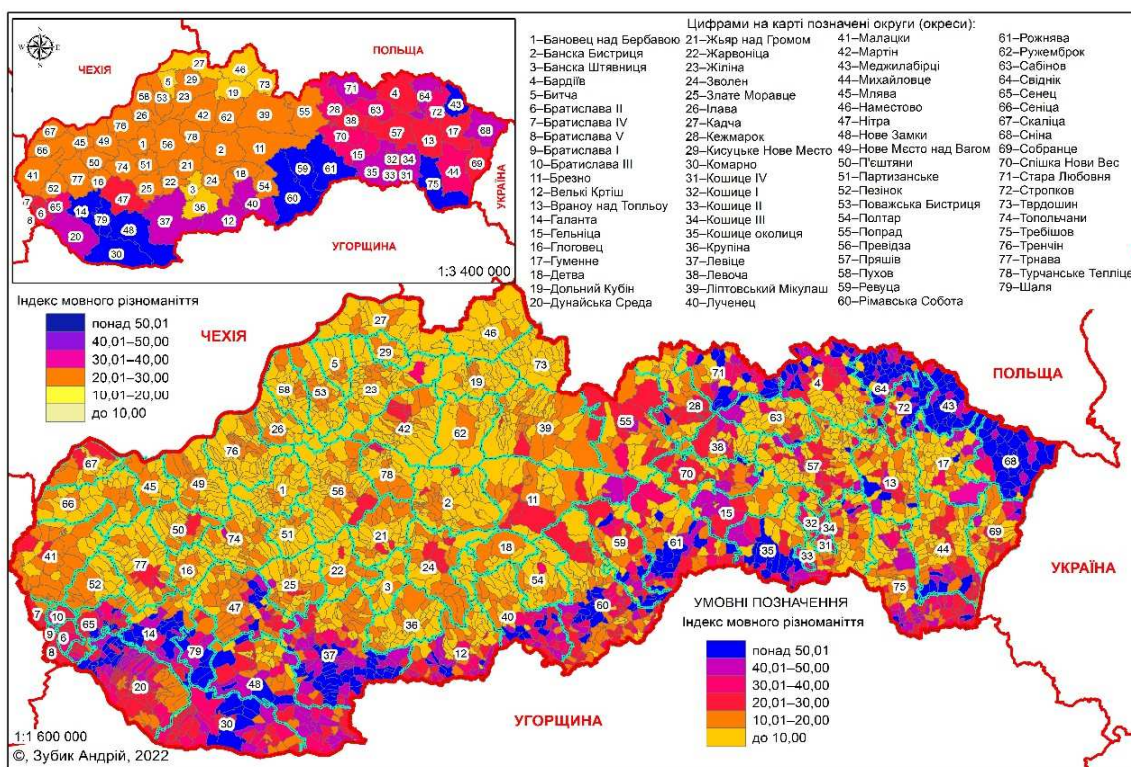 Цифрами на карті позначені округи (окреси):
1–Бановец над Бербавою
2–Банска Бистриця
3–Банска Штявниця
4–Бардіїв
5–Битча
6–Братислава II
7–Братислава IV
8–Братислава V
9–Братислава I
10–Братислава III
11–Брезно
12–Велькі Кртіш
13–Враноу над Топльоу
14–Галанта
15–Гельніца
16–Глоговец
17–Гуменне
18–Детва
19–Дольний Кубін
20–Дунайська Среда
21–Жьяр над Громом
22–Жарвоніца
23–Жіліна
24–Зволен
25–Злате Моравце
26–Ілава
27–Кадча
28–Кежмарок
29–Кисуцьке Нове Место
30–Комарно
31–Кошице IV
32–Кошице I
33–Кошице II
34–Кошице III
35–Кошице околиця
36–Крупіна
37–Левіце
38–Левоча
39–Ліптовський Мікулаш
40–Лученец
41–Малацки
42–Мартін
43–Меджилабірці
44–Михайловце
45–Млява
46–Наместово
47–Нітра
48–Нове Замки
49–Нове Мєсто над Вагом
50–П'єштяни
51–Партизанське
52–Пезінок
53–Поважська Бистриця
54–Полтар
55–Попрад
56–Превідза
57–Пряшів
58–Пухов
59–Ревуца
60–Рімавська Собота
61–Рожнява
62–Ружемброк
63–Сабінов
64–Свіднік
65–Сенец
66–Сеніца
67–Скаліца
68–Сніна
69–Собранце
70–Спішка Нови Вес
71–Стара Любовня
72–Стропков
73–Твдошин
74–Топольчани
75–Требішов
76–Тренчін
77–Трнава
78–Турчанське Тепліце
79–Шаля
ЧЕХІЯ
ПОЛЬЩА
УКРАЇНА
УГОРЩИНА
1:3 400 000
Індекс мовного різноманіття
понад 50,01
40,01–50,00
30,01–40,00
20,01–30,00
10,01–20,00
до 10,00
ЧЕХІЯ
ПОЛЬЩА
УКРАЇНА
УГОРЩИНА
УМОВНІ ПОЗНАЧЕННЯ
Індекс мовного різноманіття
понад 50,01
40,01–50,00
30,01–40,00
20,01–30,00
10,01–20,00
до 10,00
1:1 600 000
©, Зубик Андрій, 2022